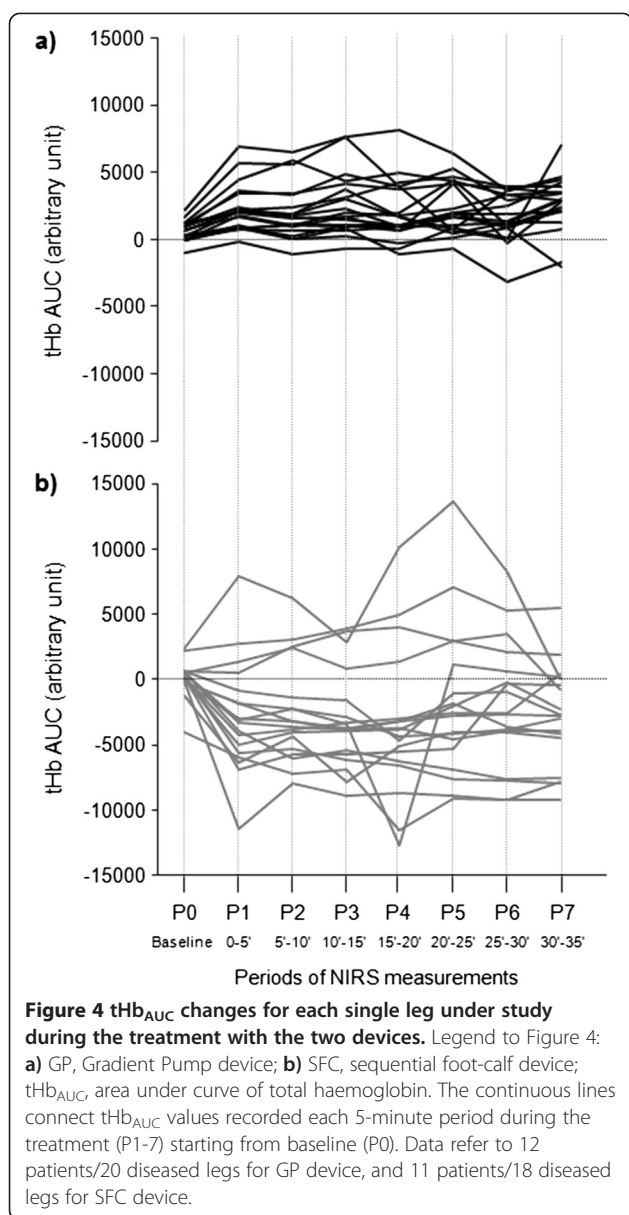 a)
15000
10000
5000
0
-5000
-10000
-15000
tHb AUC (arbitrary unit)
b)
15000
10000
5000
0
-5000
-10000
-15000
tHb AUC (arbitrary unit)
P0 P1 P2 P3 P4 P5 P6 P7
Baseline 0-5' 5'-10' 10'-15' 15'-20' 20'-25' 25'-30' 30'-35'
Periods of NIRS measurements
Figure 4 tHbAUC changes for each single leg under study
during the treatment with the two devices. Legend to Figure 4:
a) GP, Gradient Pump device; b) SFC, sequential foot-calf device;
tHbAUC, area under curve of total haemoglobin. The continuous lines
connect tHbAUC values recorded each 5-minute period during the
treatment (P1-7) starting from baseline (P0). Data refer to 12
patients/20 diseased legs for GP device, and 11 patients/18 diseased
legs for SFC device.